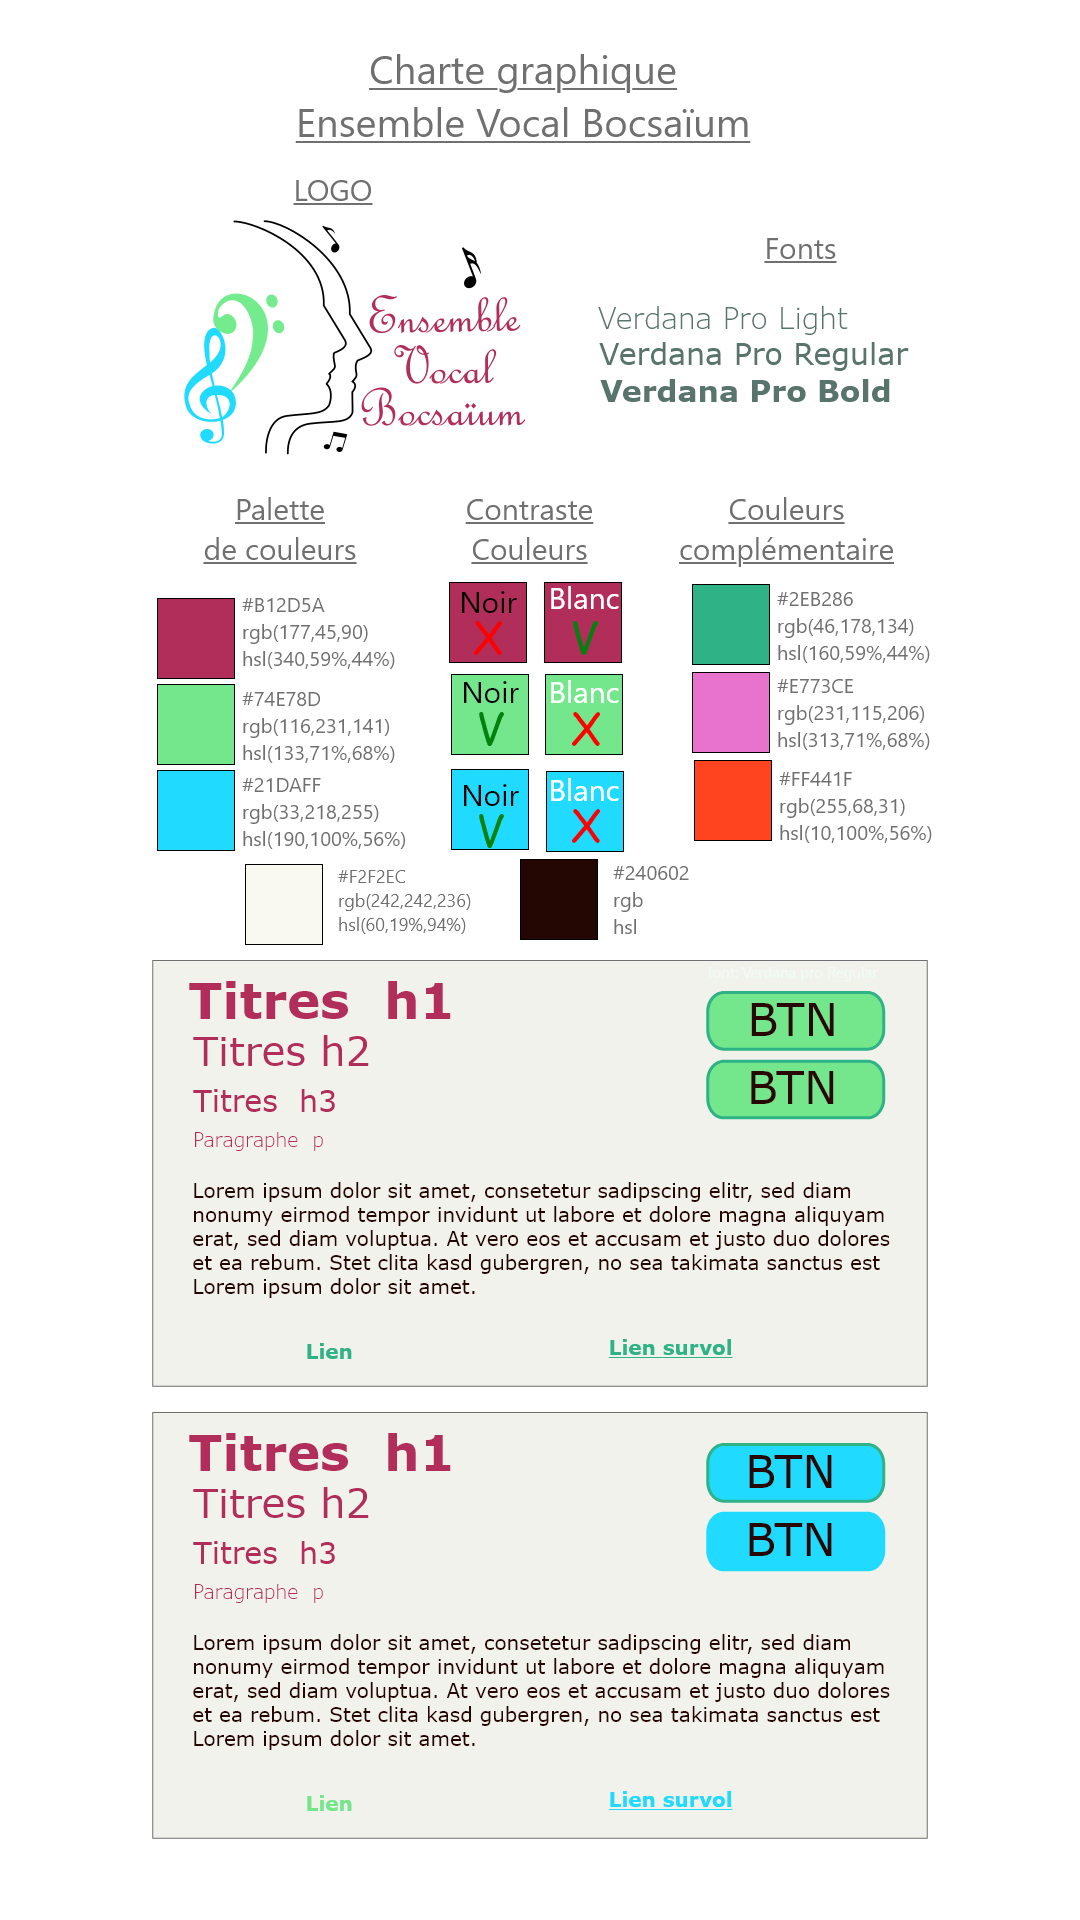 Charte graphique
Ensemble Vocal Bocsaïum
LOGO
Ensemble
Vocal
Bocsaïum
Fonts
Verdana Pro Light
Verdana Pro Regular
Verdana Pro Bold
Palette
de couleurs
#B12D5A
rgb(177,45,90)
hsl(340,59%,44%)
#74E78D
rgb(116,231,141)
hsl(133,71%,68%)
#21DAFF
rgb(33,218,255)
hsl(190,100%,56%)
Contraste
Couleurs
Noir
X
Blanc
V
Noir
V
Blanc
X
Noir
V
Blanc
X
Couleurs
complémentaire
#2EB286
rgb(46,178,134)
hsl(160,59%,44%)
#E773CE
rgb(231,115,206)
hsl(313,71%,68%)
#FF441F
rgb(255,68,31)
hsl(10,100%,56%)
#F2F2EC
rgb(242,242,236)
hsl(60,19%,94%)
#240602
rgb
hsl
font: Verdana pro Regular
Titres h1
Titres h2
Titres h3
Paragraphe p
BTN
BTN
Lorem ipsum dolor sit amet, consetetur sadipscing elitr, sed diam
nonumy eirmod tempor invidunt ut labore et dolore magna aliquyam
erat, sed diam voluptua. At vero eos et accusam et justo duo dolores
et ea rebum. Stet clita kasd gubergren, no sea takimata sanctus est
Lorem ipsum dolor sit amet.
Lien
Lien survol
Titres h1
Titres h2
Titres h3
Paragraphe p
BTN
BTN
Lorem ipsum dolor sit amet, consetetur sadipscing elitr, sed diam
nonumy eirmod tempor invidunt ut labore et dolore magna aliquyam
erat, sed diam voluptua. At vero eos et accusam et justo duo dolores
et ea rebum. Stet clita kasd gubergren, no sea takimata sanctus est
Lorem ipsum dolor sit amet.
Lien
Lien survol